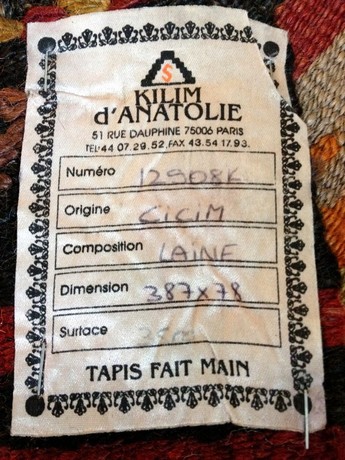 KILIM
d'ANATOLIE
51 RUE DAUPHINE 75006 PARIS
TEL 44 07.29.52, FAX 43.54 17.93.
Numéro 12908K
Origine CiCiM
Composition LAINE
Dimension 387x78
Surface
TAPIS FAIT MAIN